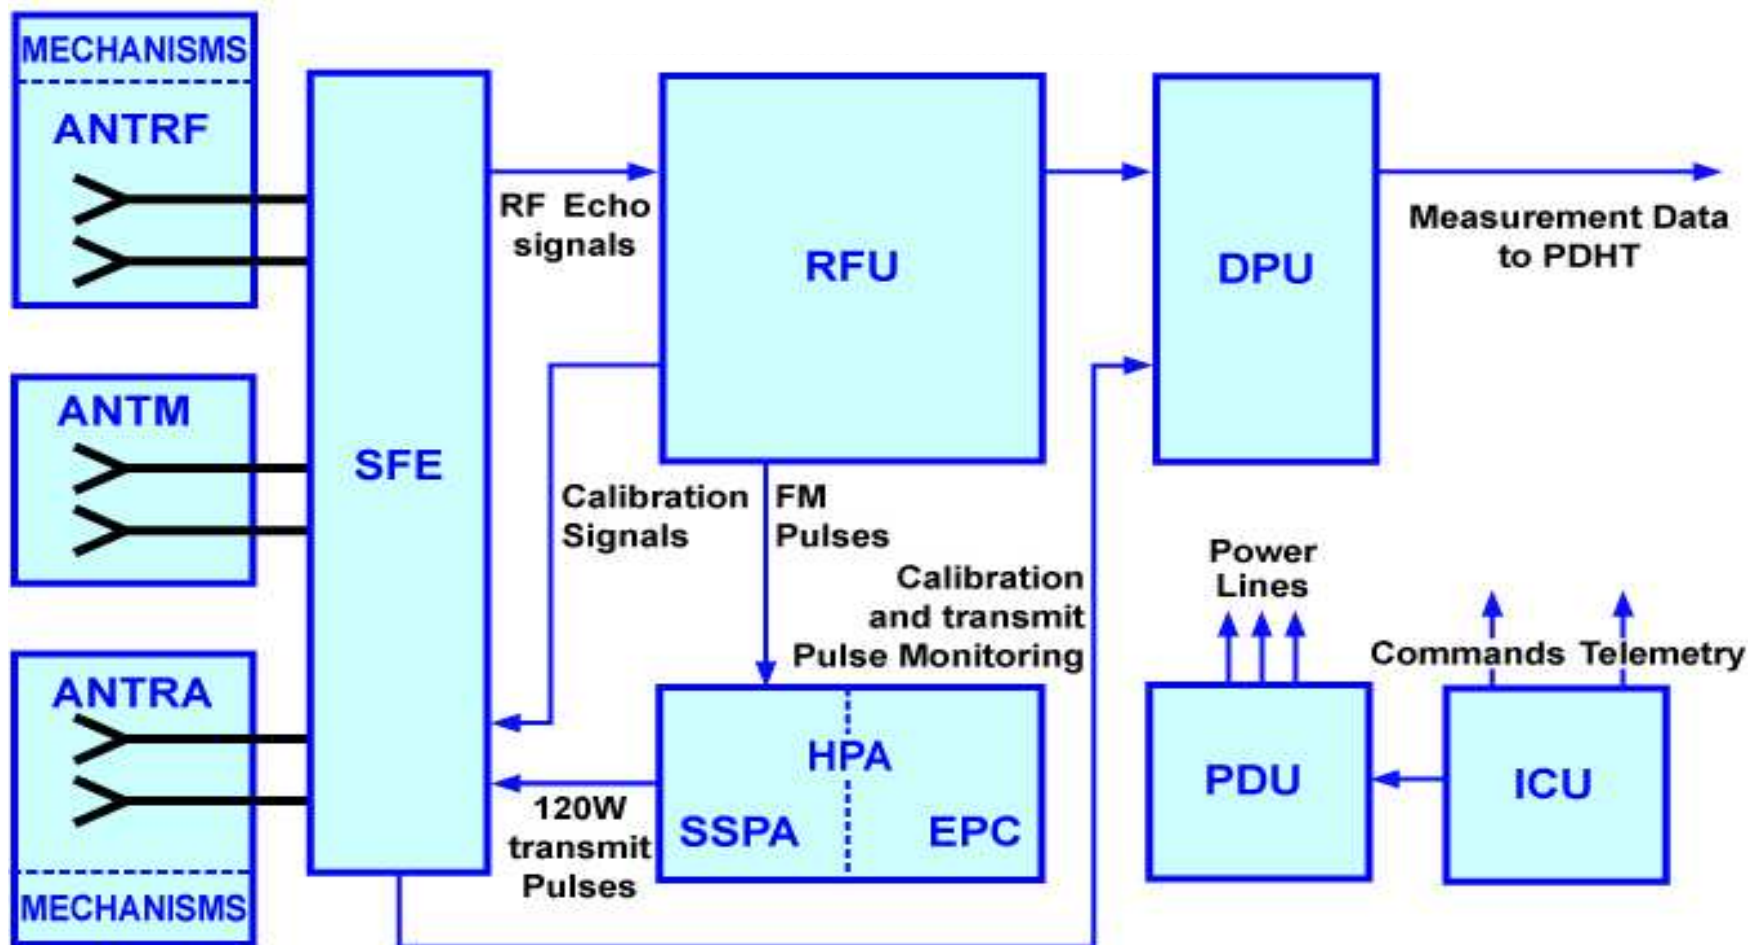 MECHANISMS
ANTRF
ANTM
ANTRA
MECHANISMS
SFE
RF Echo
signals
RFU
DPU
Measurement Data
to PDHT
Calibration
Signals
FM
Pulses
Calibration
and transmit
Pulse Monitoring
120W
transmit
Pulses
HPA
SSPA
EPC
Power
Lines
PDU
Commands
Telemetry
ICU